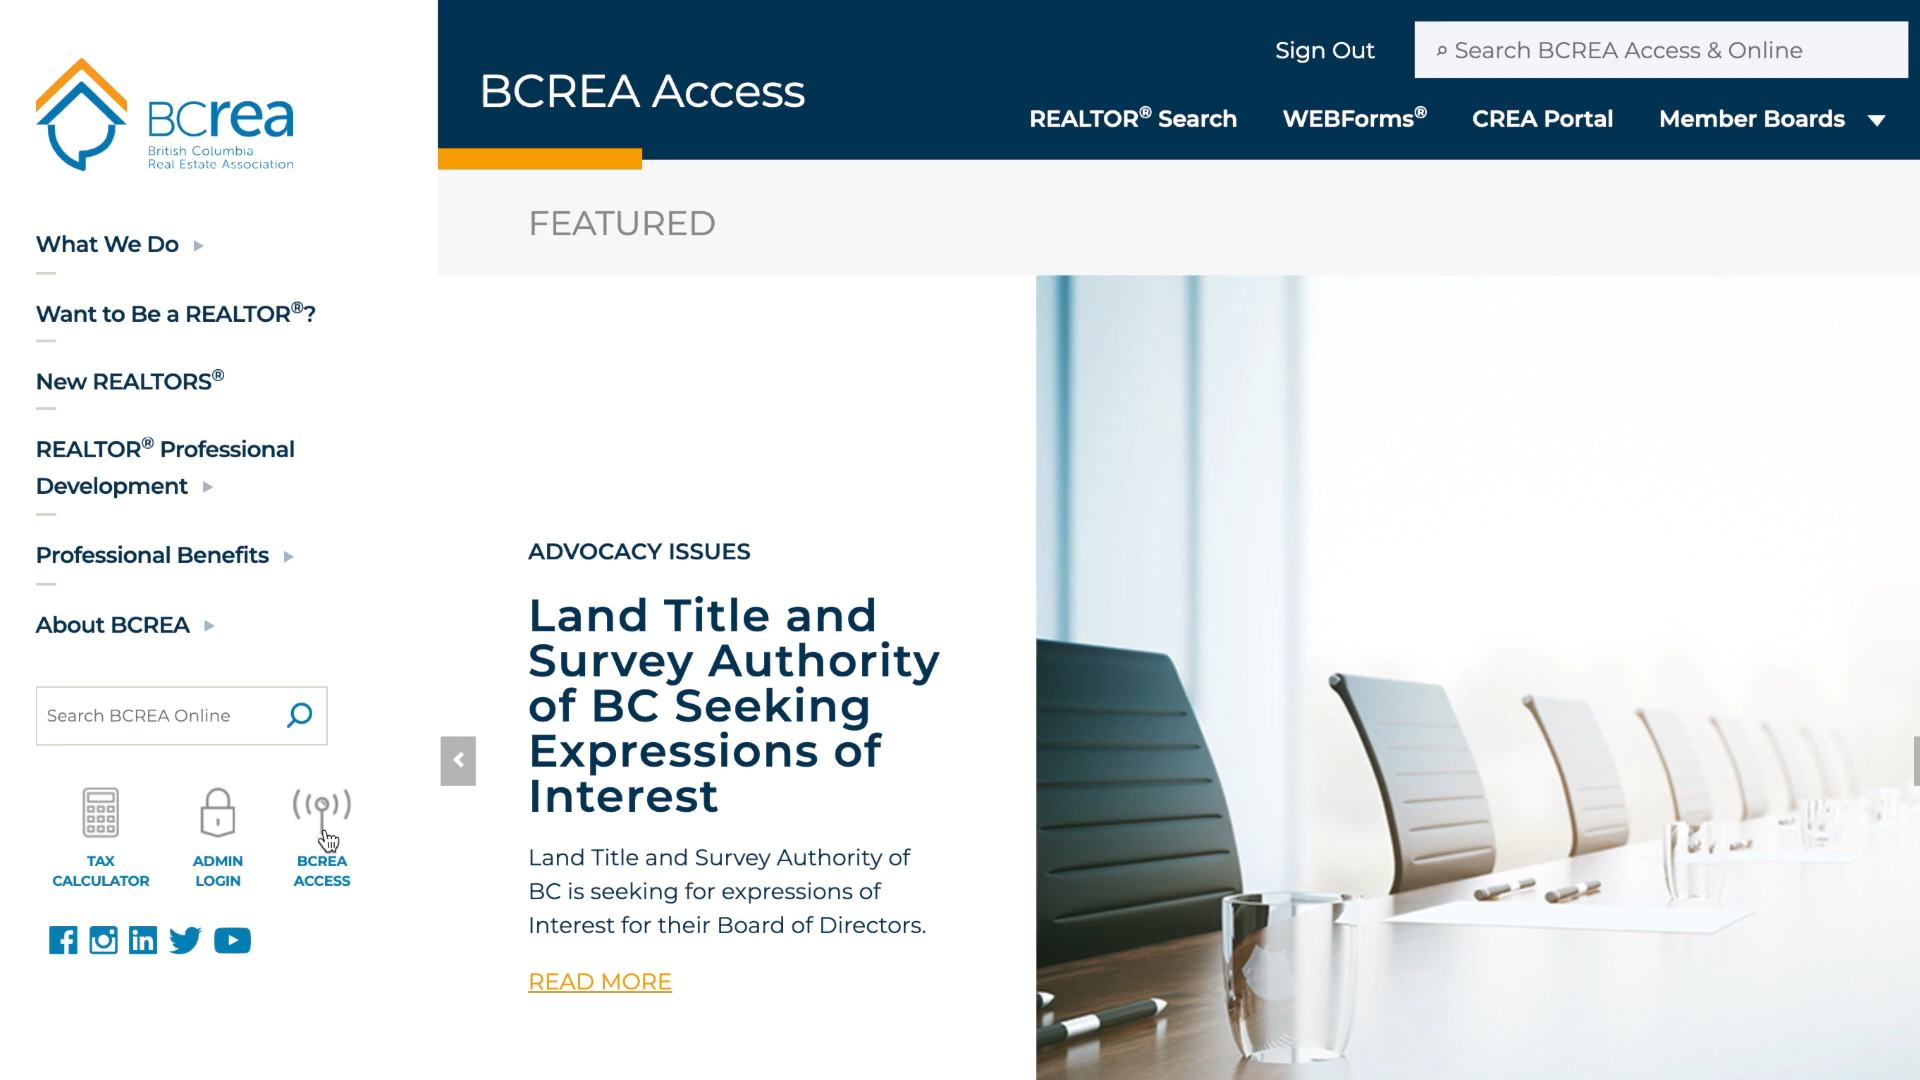 BCrea
British Columbia
Real Estate Association
What We Do
Want to Be a REALTOR®?
New REALTORS®
REALTOR® Professional
Development
Professional Benefits
About BCREA
Search BCREA Online
TAX
CALCULATOR
ADMIN
LOGIN
BCREA
ACCESS
BCREA Access
Sign Out
Search BCREA Access & Online
REALTOR® Search
WEBForms®
CREA Portal
Member Boards
FEATURED
ADVOCACY ISSUES
Land Title and
Survey Authority
of BC Seeking
Expressions of
Interest
Land Title and Survey Authority of
BC is seeking for expressions of
Interest for their Board of Directors.
READ MORE